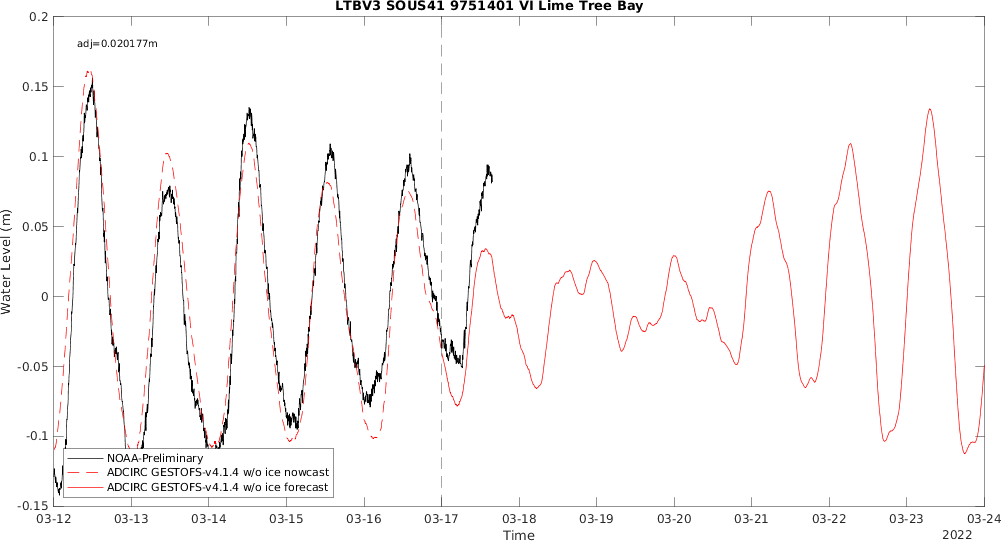 LTBV3 SOUS41 9751401 VI Lime Tree Bay
adj=0.020177m
Water Level (m)
0.2
0.15
0.1
0.05
0
-0.05
-0.1
-0.15
NOAA-Preliminary
ADCIRC GESTOFS-v4.1.4 w/o ice nowcast
ADCIRC GESTOFS-v4.1.4 w/o ice forecast
03-12 03-13 03-14 03-15 03-16 03-17 03-18 03-19 03-20 03-21 03-22 03-23 03-24
Time
2022